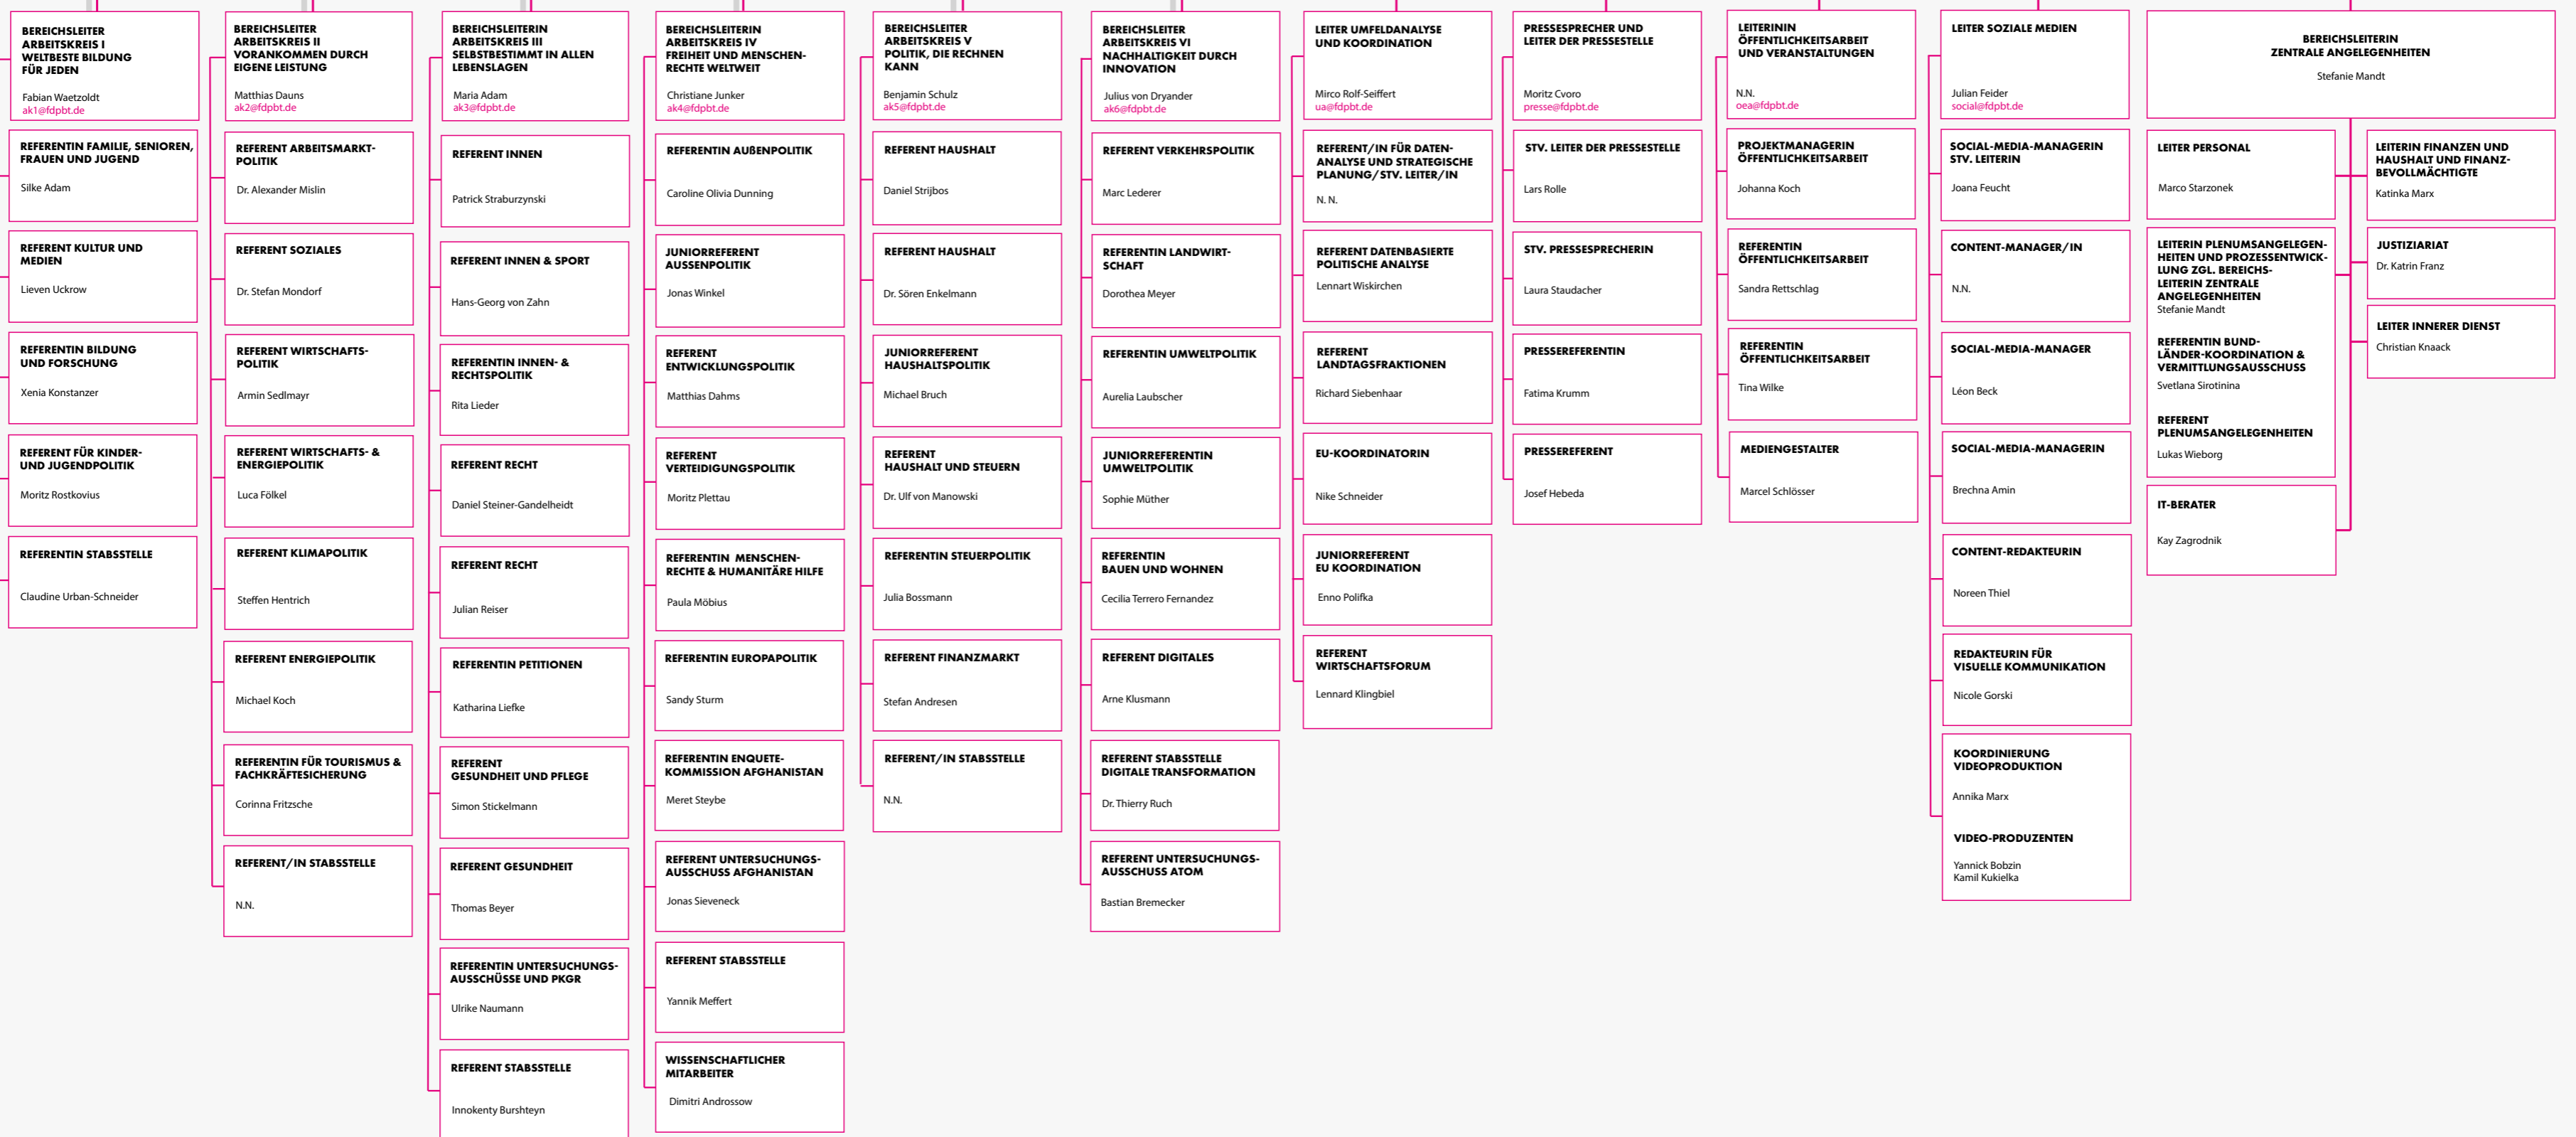 BEREICHSLEITER
ARBEITSKREIS I
WELTBESTE BILDUNG
FÜR JEDEN
Fabian Waetzoldt
ak1@fdpbt.de
REFERENTIN FAMILIE, SENIOREN,
FRAUEN UND JUGEND
Silke Adam
REFERENT KULTUR UND
MEDIEN
Lieven Uckrow
REFERENTIN BILDUNG
UND FORSCHUNG
Xenia Konstanzer
REFERENT FÜR KINDER-
UND JUGENDPOLITIK
Moritz Rostkovius
REFERENTIN STABSSTELLE
Claudine Urban-Schneider
BEREICHSLEITER
ARBEITSKREIS II
VORANKOMMEN DURCH
EIGENE LEISTUNG
Matthias Dauns
ak2@fdpbt.de
REFERENT ARBEITSMARKT-
POLITIK
Dr. Alexander Mislin
REFERENT SOZIALES
Dr. Stefan Mondorf
REFERENT WIRTSCHAFTS-
POLITIK
Armin Sedlmayr
REFERENT WIRTSCHAFTS- &
ENERGIEPOLITIK
Luca Fölkel
REFERENT KLIMAPOLITIK
Steffen Hentrich
REFERENT ENERGIEPOLITIK
Michael Koch
REFERENTIN FÜR TOURISMUS &
FACHKRÄFTESICHERUNG
Corinna Fritzsche
REFERENT/IN STABSSTELLE
N.N.
BEREICHSLEITERIN
ARBEITSKREIS III
SELBSTBESTIMMT IN ALLEN
LEBENSLAGEN
Maria Adam
ak3@fdpbt.de
REFERENT INNEN
Patrick Straburzynski
REFERENT INNEN & SPORT
Hans-Georg von Zahn
REFERENTIN INNEN- &
RECHTSPOLITIK
Rita Lieder
REFERENT RECHT
Daniel Steiner-Gandelheidt
REFERENT RECHT
Julian Reiser
REFERENTIN PETITIONEN
Katharina Liefke
REFERENT
GESUNDHEIT UND PFLEGE
Simon Stickelmann
REFERENT GESUNDHEIT
Thomas Beyer
REFERENTIN UNTERSUCHUNGS-
AUSSCHÜSSE UND PKGR
Ulrike Naumann
REFERENT STABSSTELLE
Innokenty Burshteyn
BEREICHSLEITERIN
ARBEITSKREIS IV
FREIHEIT UND MENSCHEN-
RECHTE WELTWEIT
Christiane Junker
ak4@fdpbt.de
REFERENTIN AUßENPOLITIK
Caroline Olivia Dunning
JUNIORREFERENT
AUSSENPOLITIK
Jonas Winkel
REFERENT
ENTWICKLUNGSPOLITIK
Matthias Dahms
REFERENT
VERTEIDIGUNGSPOLITIK
Moritz Plettau
REFERENTIN MENSCHEN-
RECHTE & HUMANITÄRE HILFE
Paula Möbius
REFERENTIN EUROPAPOLITIK
Sandy Sturm
REFERENTIN ENQUETE-
KOMMISSION AFGHANISTAN
Meret Steybe
REFERENT UNTERSUCHUNGS-
AUSSCHUSS AFGHANISTAN
Jonas Sieveneck
REFERENT STABSSTELLE
Yannik Meffert
WISSENSCHAFTLICHER
MITARBEITER
Dimitri Androssow
BEREICHSLEITER
ARBEITSKREIS V
POLITIK, DIE RECHNEN
KANN
Benjamin Schulz
ak5@fdpbt.de
REFERENT HAUSHALT
Daniel Strijbos
REFERENT HAUSHALT
Dr. Sören Enkelmann
JUNIORREFERENT
HAUSHALTSPOLITIK
Michael Bruch
REFERENT
HAUSHALT UND STEUERN
Dr. Ulf von Manowski
REFERENTIN STEUERPOLITIK
Julia Bossmann
REFERENT FINANZMARKT
Stefan Andresen
REFERENT/IN STABSSTELLE
N.N.
BEREICHSLEITER
ARBEITSKREIS VI
NACHHALTIGKEIT DURCH
INNOVATION
Julius von Dryander
ak6@fdpbt.de
REFERENT VERKEHRSPOLITIK
Marc Lederer
REFERENTIN LANDWIRT-
SCHAFT
Dorothea Meyer
REFERENTIN UMWELTPOLITIK
Aurelia Laubscher
JUNIORREFERENTIN
UMWELTPOLITIK
Sophie Müther
REFERENTIN
BAUEN UND WOHNEN
Cecilia Terrero Fernandez
REFERENT DIGITALES
Arne Klusmann
REFERENT STABSSTELLE
DIGITALE TRANSFORMATION
Dr. Thierry Ruch
REFERENT UNTERSUCHUNGS-
AUSSCHUSS ATOM
Bastian Bremecker
LEITER UMFELDANALYSE
UND KOORDINATION
Mirco Rolf-Seiffert
ua@fdpbt.de
REFERENT/IN FÜR DATEN-
ANALYSE UND STRATEGISCHE
PLANUNG/STV. LEITER/IN
N. N.
REFERENT DATENBASIERTE
POLITISCHE ANALYSE
Lennart Wiskirchen
REFERENT
LANDTAGSFRAKTIONEN
Richard Siebenhaar
EU-KOORDINATORIN
Nike Schneider
JUNIORREFERENT
EU KOORDINATION
Enno Polifka
REFERENT
WIRTSCHAFTSFORUM
Lennard Klingbiel
PRESSESPRECHER UND
LEITER DER PRESSESTELLE
Moritz Cvoro
presse@fdpbt.de
STV. LEITER DER PRESSESTELLE
Lars Rolle
STV. PRESSESPRECHERIN
Laura Staudacher
PRESSEREFERENTIN
Fatima Krumm
PRESSEREFERENT
Josef Hebeda
LEITERININ
ÖFFENTLICHKEITSARBEIT
UND VERANSTALTUNGEN
N.N.
oea@fdpbt.de
PROJEKTMANAGERIN
ÖFFENTLICHKEITSARBEIT
Johanna Koch
REFERENTIN
ÖFFENTLICHKEITSARBEIT
Sandra Rettschlag
REFERENTIN
ÖFFENTLICHKEITSARBEIT
Tina Wilke
MEDIENGESTALTER
Marcel Schlösser
LEITER SOZIALE MEDIEN
Julian Feider
social@fdpbt.de
SOCIAL-MEDIA-MANAGERIN
STV. LEITERIN
Joana Feucht
CONTENT-MANAGER/IN
N.N.
SOCIAL-MEDIA-MANAGER
Léon Beck
SOCIAL-MEDIA-MANAGERIN
Brechna Amin
CONTENT-REDAKTEURIN
Noreen Thiel
REDAKTEURIN FÜR
VISUELLE KOMMUNIKATION
Nicole Gorski
KOORDINIERUNG
VIDEOPRODUKTION
Annika Marx
VIDEO-PRODUZENTEN
Yannick Bobzin
Kamil Kukielka
BEREICHSLEITERIN
ZENTRALE ANGELEGENHEITEN
Stefanie Mandt
LEITER PERSONAL
Marco Starzonek
LEITERIN PLENUMSANGELEGEN-
HEITEN UND PROZESSENTWICK-
LUNG ZGL. BEREICHS-
LEITERIN ZENTRALE
ANGELEGENHEITEN
Stefanie Mandt
REFERENTIN BUND-
LÄNDER-KOORDINATION &
VERMITTLUNGSAUSSCHUSS
Svetlana Sirotinina
REFERENT
PLENUMSANGELEGENHEITEN
Lukas Wieborg
IT-BERATER
Kay Zagrodnik
LEITERIN FINANZEN UND
HAUSHALT UND FINANZ-
BEVOLLMÄCHTIGTE
Katinka Marx
JUSTIZIARIAT
Dr. Katrin Franz
LEITER INNERER DIENST
Christian Knaack